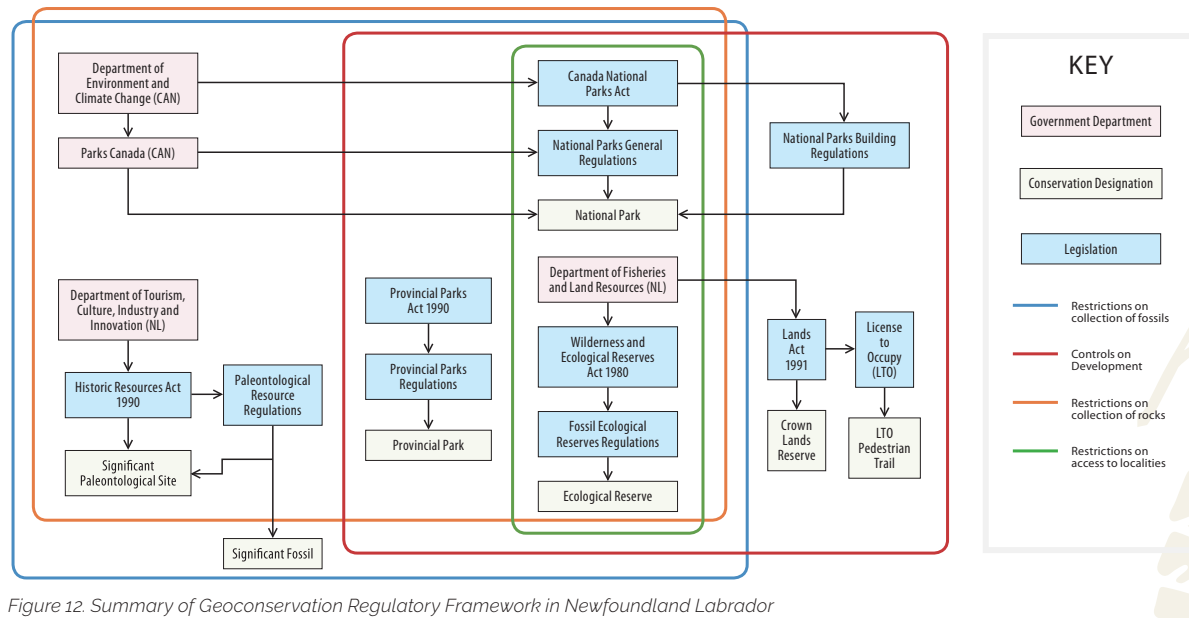 Department of
Environment and
Climate Change (CAN)
Parks Canada (CAN)
Canada National
Parks Act
National Parks General
Regulations
National Park
National Parks Building
Regulations
Department of Tourism,
Culture, Industry and
Innovation (NL)
Historic Resources Act
1990
Paleontological
Resource
Regulations
Significant
Paleontological Site
Significant Fossil
Provincial Parks
Act 1990
Provincial Parks
Regulations
Provincial Park
Department of Fisheries
and Land Resources (NL)
Wilderness and
Ecological Reserves
Act 1980
Fossil Ecological
Reserves Regulations
Ecological Reserve
Lands
Act
1991
License to
Occupy
(LTO)
Crown
Lands
Reserve
LTO
Pedestrian
Trail
KEY
Government Department
Conservation Designation
Legislation
Restrictions on
collection of fossils
Controls on
Development
Restrictions on
collection of rocks
Restrictions on
access to localities
Figure 12. Summary of Geoconservation Regulatory Framework in Newfoundland Labrador